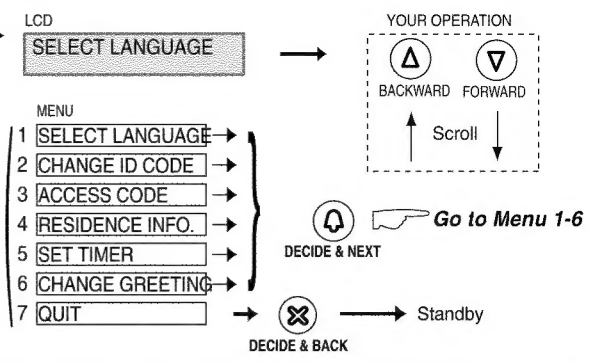 LCD
SELECT LANGUAGE
YOUR OPERATION
BACKWARD FORWARD
Scroll
MENU
1 SELECT LANGUAGE
2 CHANGE ID CODE
3 ACCESS CODE
4 RESIDENCE INFO.
5 SET TIMER
6 CHANGE GREETING
7 QUIT
DECIDE & NEXT
Go to Menu 1-6
DECIDE & BACK
Standby